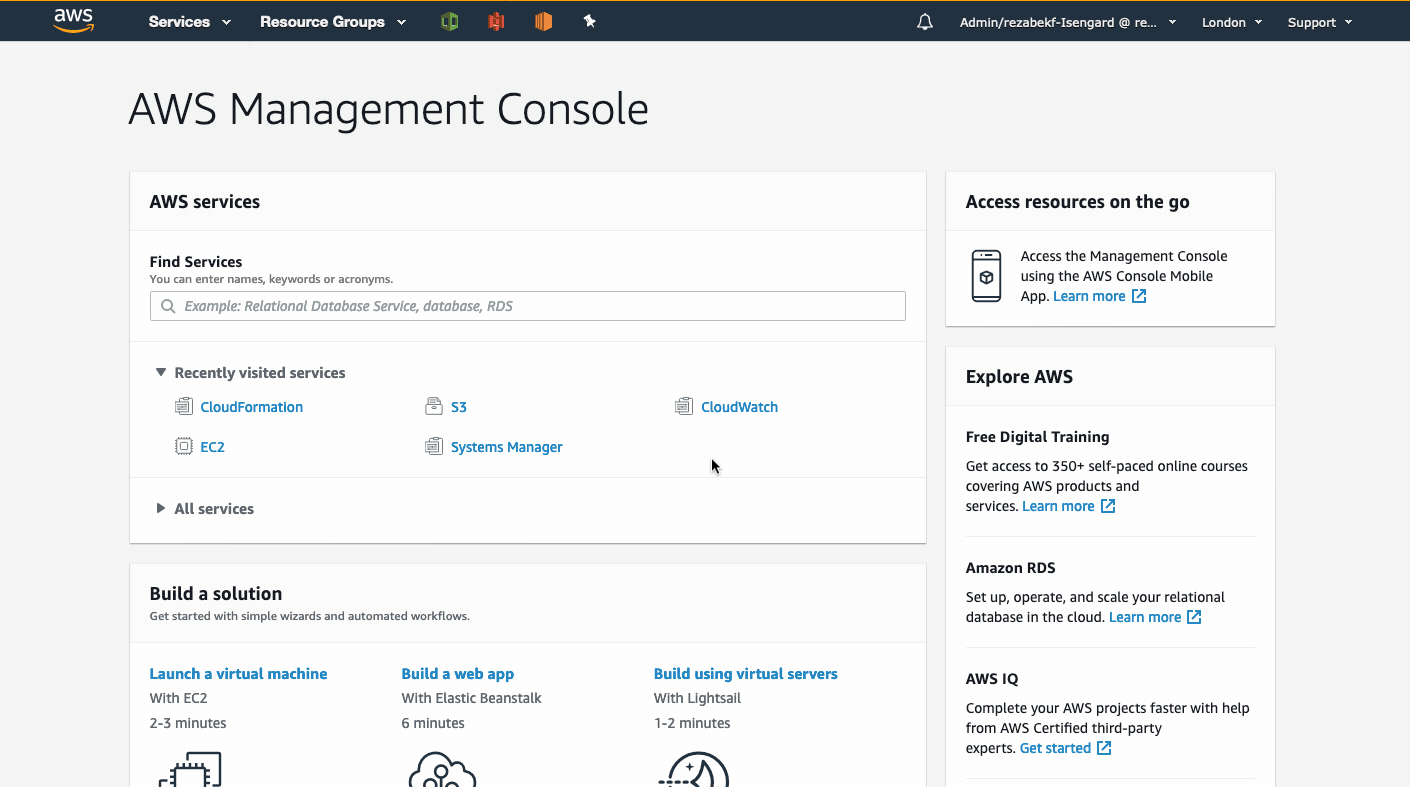 aws
Services
Resource Groups
Admin/rezabekf-Isengard @ re...
London
Support
AWS Management Console
AWS services
Find Services
You can enter names, keywords or acronyms.
Example: Relational Database Service, database, RDS
Recently visited services
CloudFormation
S3
CloudWatch
EC2
Systems Manager
All services
Build a solution
Get started with simple wizards and automated workflows.
Launch a virtual machine
With EC2
2-3 minutes
Build a web app
With Elastic Beanstalk
6 minutes
Build using virtual servers
With Lightsail
1-2 minutes
Access resources on the go
Access the Management Console
using the AWS Console Mobile
App. Learn more
Explore AWS
Free Digital Training
Get access to 350+ self-paced online courses
covering AWS products and
services. Learn more
Amazon RDS
Set up, operate, and scale your relational
database in the cloud. Learn more
AWS IQ
Complete your AWS projects faster with help
from AWS Certified third-party
experts. Get started